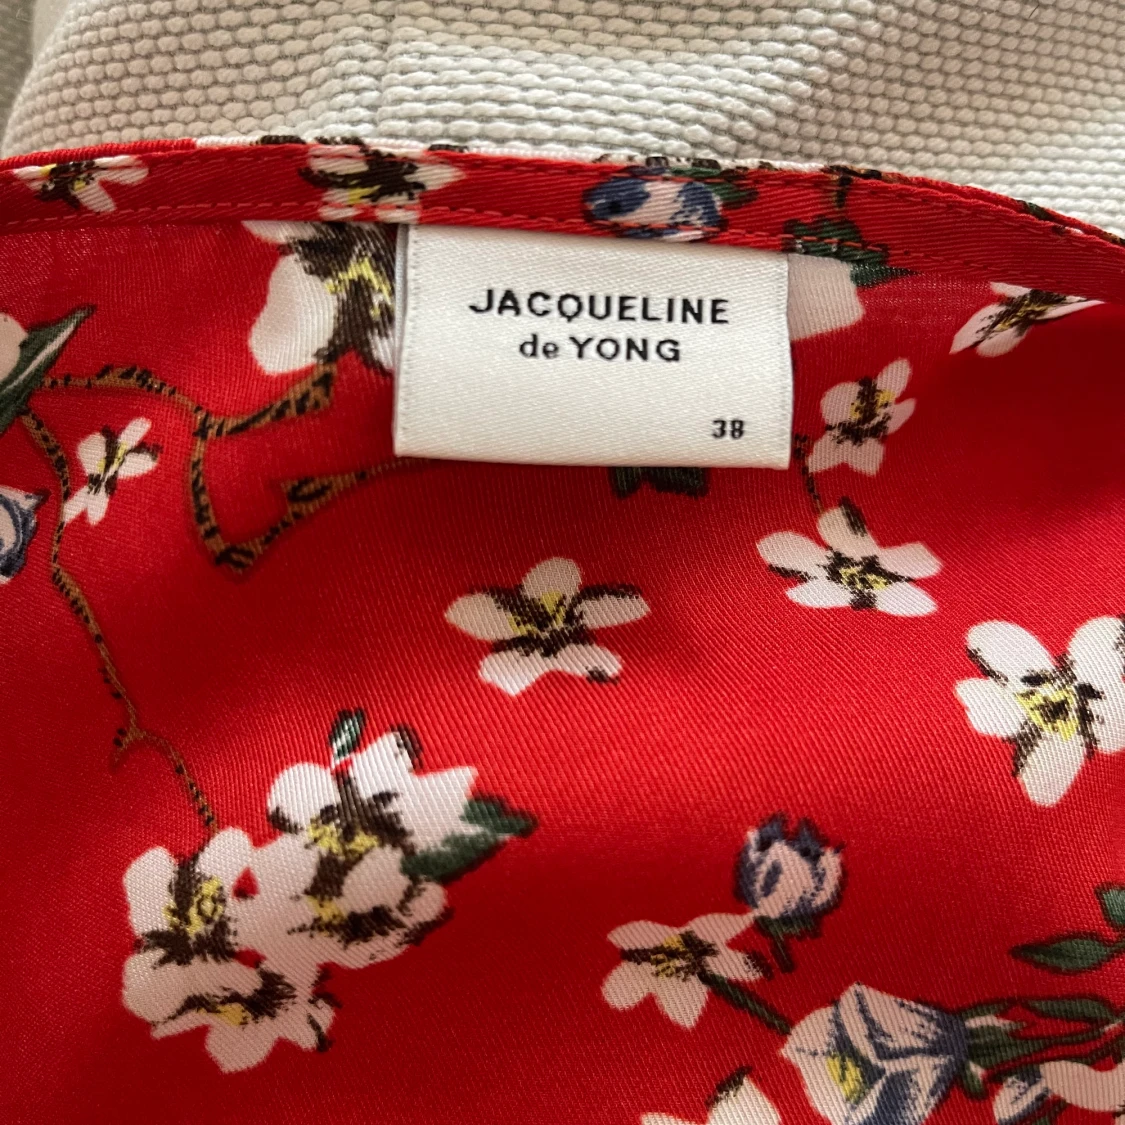 JACQUELINE
de YONG
38